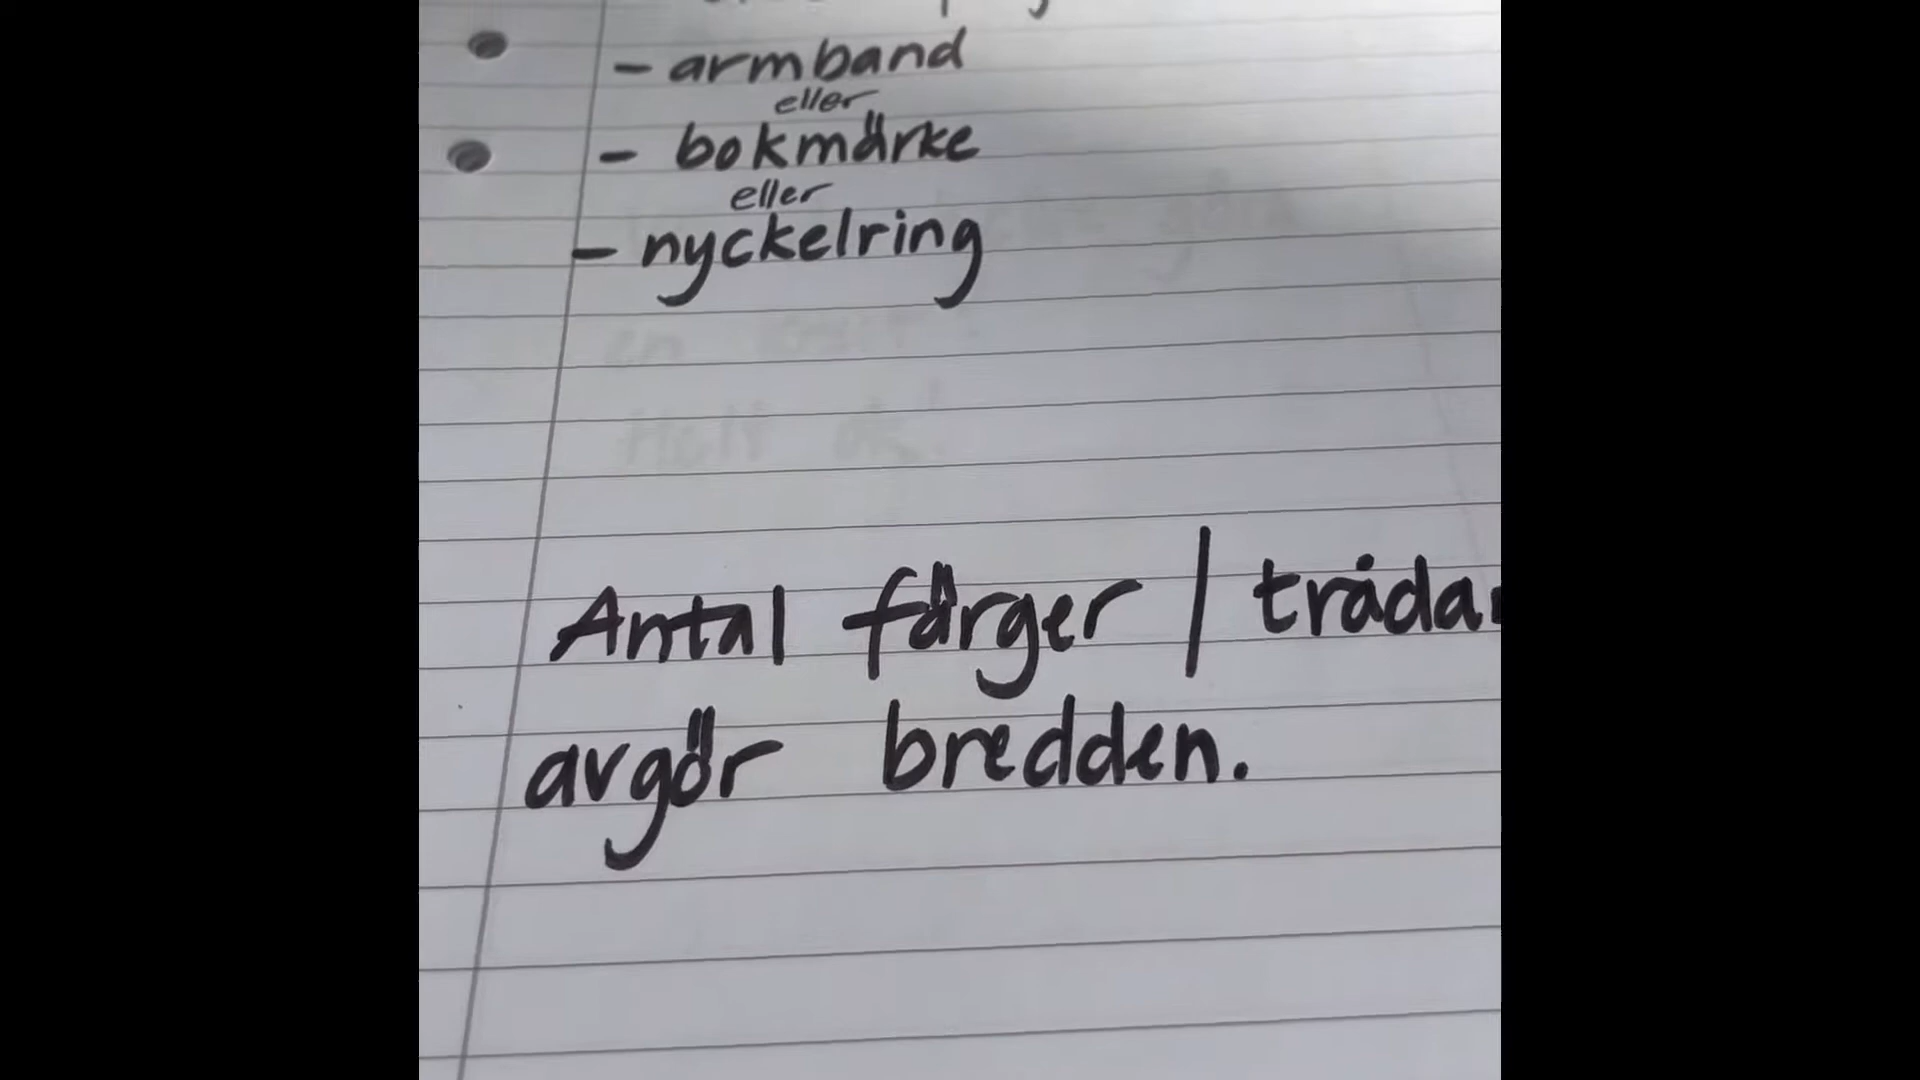 - armband
eller
- bokmärke
eller
- nyckelring
Antal färger / trådar
avgör bredden.